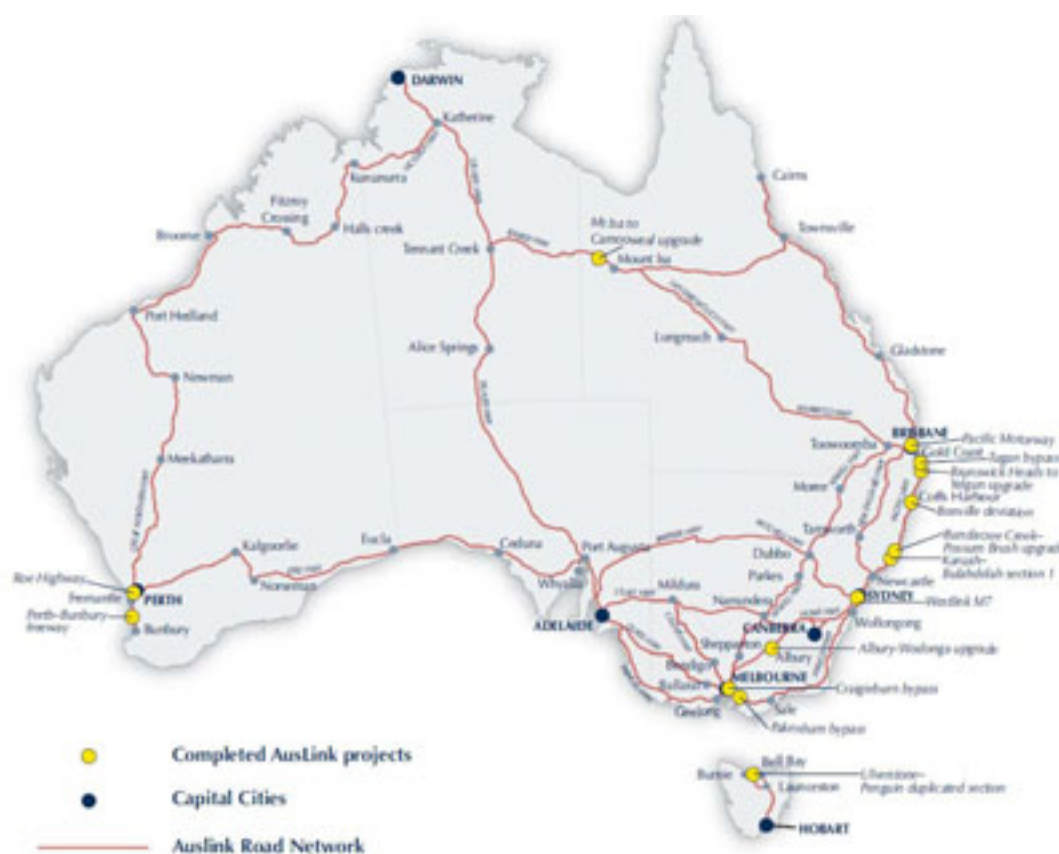 DARWIN
Katherine
Kununurra
Fitzroy
Crossing
Halls creek
Broome
Tennant Creek
Mt Isa to
Camooweal upgrade
Mount Isa
Cairns
Townsville
Port Hedland
Alice Springs
Longreach
Newman
Gladstone
Meekatharra
BRISBANE
Pacific Motorway
Toowoomba
Gold Coast
Tugun bypass
Brunswick Heads to
Yelgun upgrade
Moree
Coffs Harbour
Bonville deviation
Tamworth
Eucla
Kalgoorlie
Ceduna
Port Augusta
Dubbo
Possum Brush upgrade
Karuah–
Bulahdelah section 1
Roe Highway
Norseman
Whyalla
Mildura
Parkes
Newcastle
Fremantle
PERTH
SYDNEY
Westlink M7
Perth–Bunbury
freeway
Narrandera
Wollongong
ADELAIDE
CANBERRA
Bunbury
Shepparton
Albury
Albury-Wodonga upgrade
Bendigo
MELBOURNE
Ballarat
Craigieburn bypass
Geelong
Sale
Pakenham bypass
Completed AusLink projects
Bell Bay
Burnie
Ulverstone–
Launceston
Penguin duplicated section
Capital Cities
HOBART
Auslink Road Network